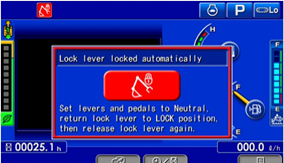 P
Lo
H
F
Lock lever locked automatically
Set levers and pedals to Neutral,
return lock lever to LOCK position,
then release lock lever again.
E
00025.1 h
000.0 ℓ/h